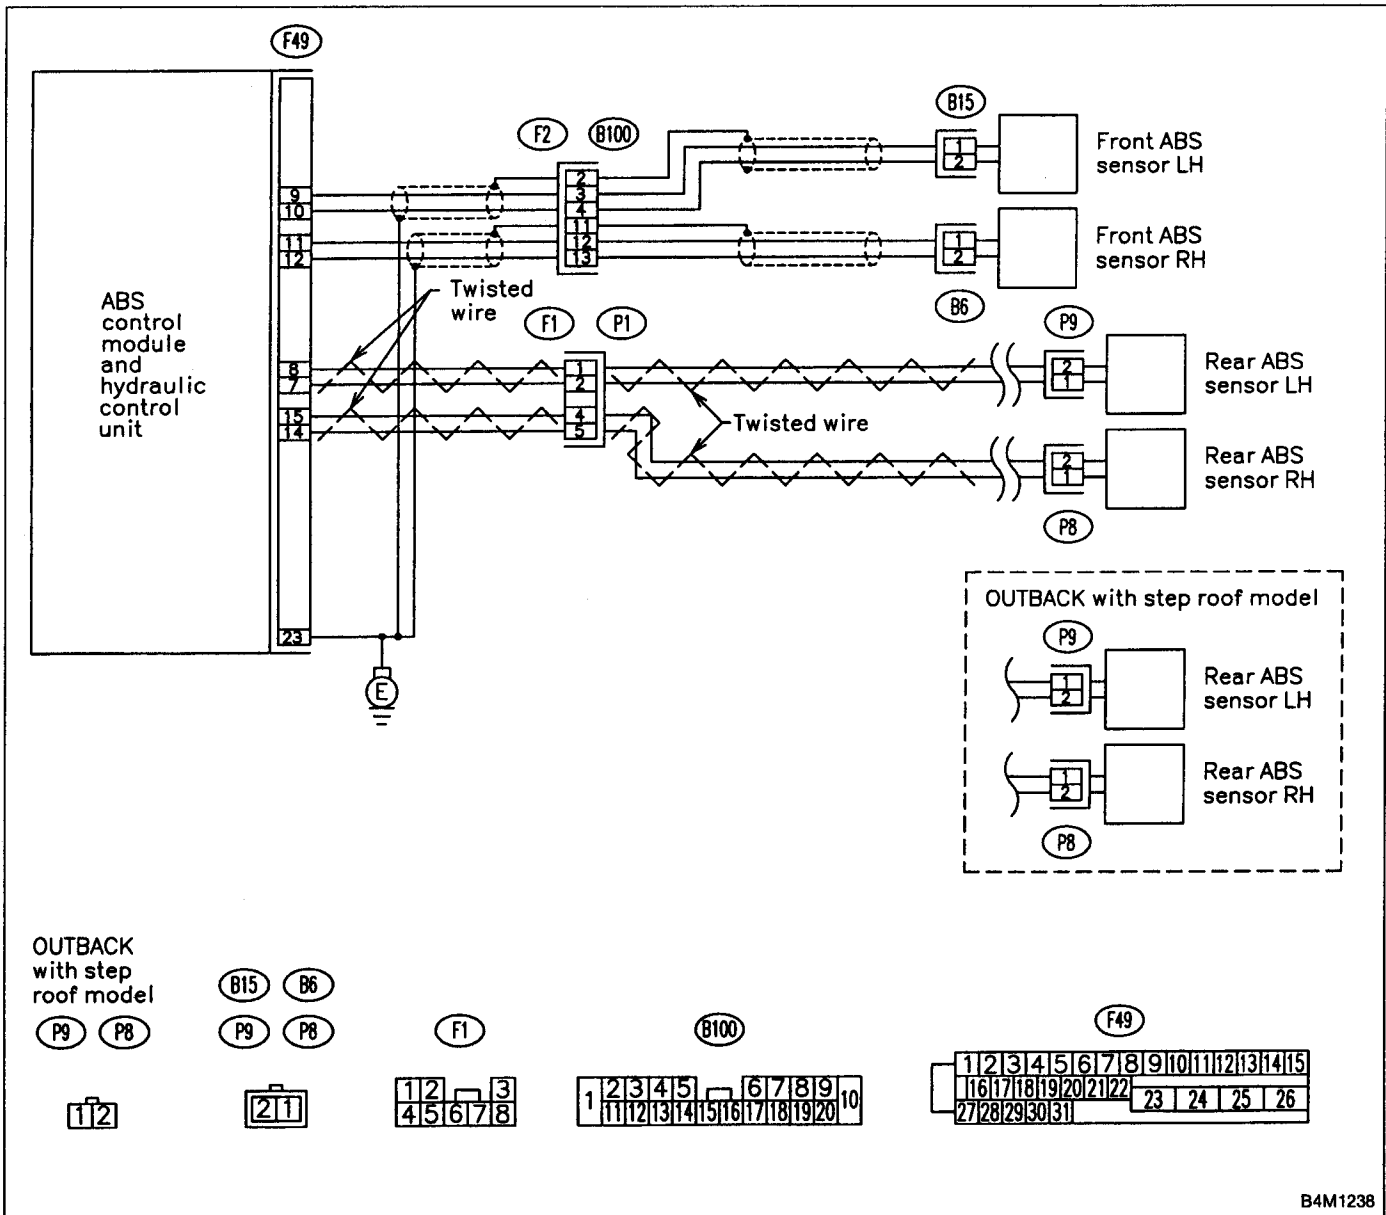 F49
F2 B100
B15
1
2
Front ABS
sensor LH
9
10
11
12
2
3
4
11
12
13
1
2
Front ABS
sensor RH
B6
Twisted
wire
ABS
control
module
and
hydraulic
control
unit
F1 P1
P9
8
7
15
14
1
2
4
5
2
1
Rear ABS
sensor LH
Twisted wire
2
1
Rear ABS
sensor RH
P8
23
E
OUTBACK with step roof model
P9
1
2
Rear ABS
sensor LH
1
2
Rear ABS
sensor RH
P8
OUTBACK
with step
roof model
P9 P8
1 2
B15 B6
P9 P8
2 1
F1
1 2 3
4 5 6 7 8
B100
1 2 3 4 5 6 7 8 9 10
11 12 13 14 15 16 17 18 19 20
F49
1 2 3 4 5 6 7 8 9 10 11 12 13 14 15
16 17 18 19 20 21 22 23 24 25 26
27 28 29 30 31
B4M1238